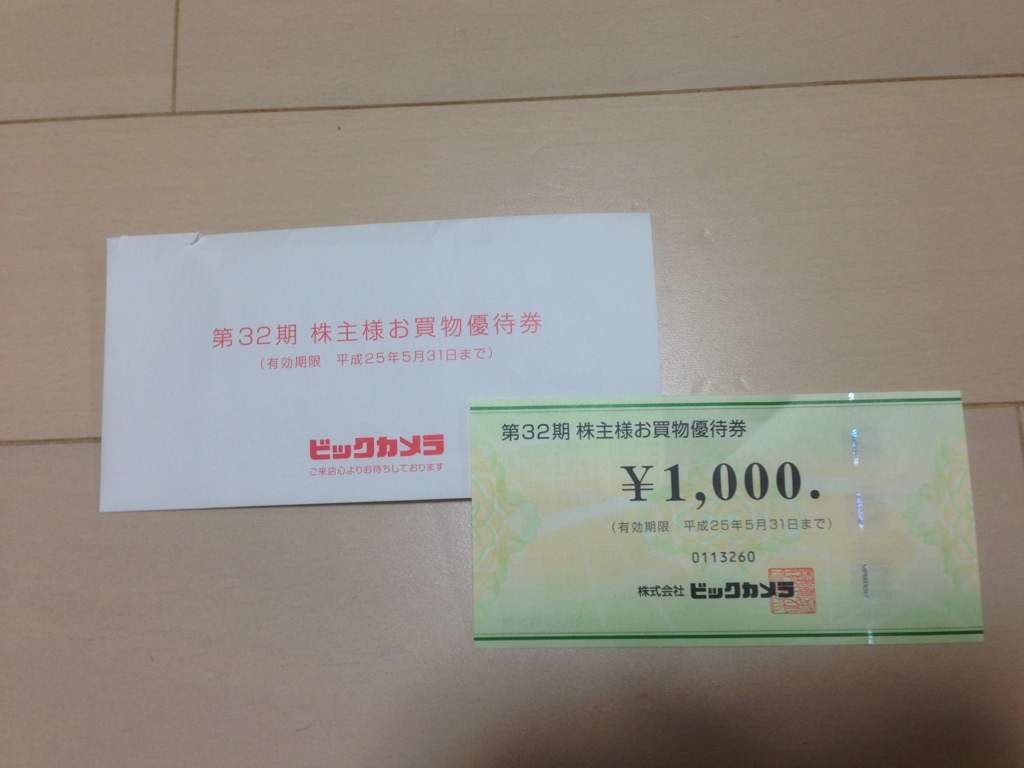 第32期 株主様お買物優待券
（有効期限　平成25年5月31日まで）
ビックカメラ
ご来店心よりお待ちしております
第32期 株主様お買物優待券
¥1,000.
（有効期限　平成25年5月31日まで）
0113260
株式会社 ビックカメラ